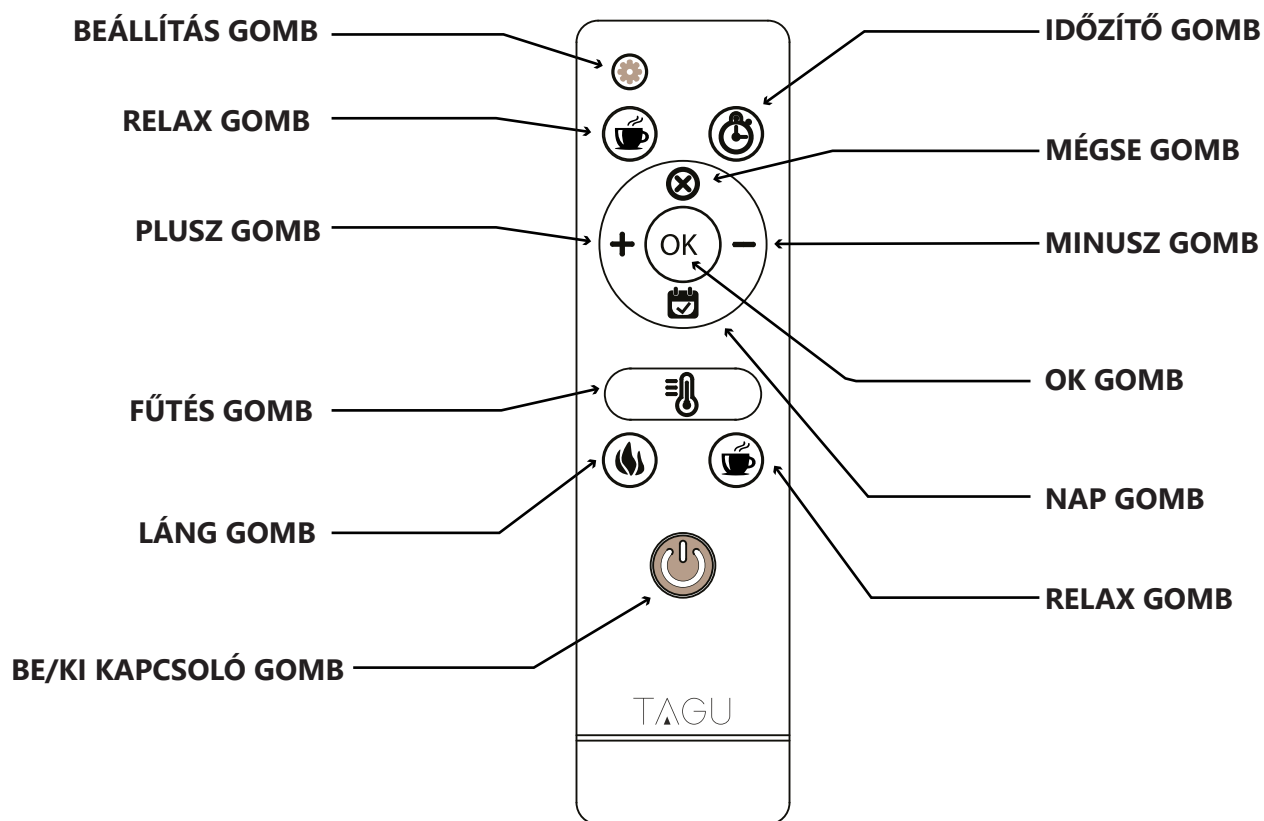 BEÁLLÍTÁS GOMB
IDŐZÍTŐ GOMB
RELAX GOMB
MÉGSE GOMB
PLUSZ GOMB
OK
MINUSZ GOMB
OK GOMB
FŰTÉS GOMB
NAP GOMB
LÁNG GOMB
RELAX GOMB
BE/KI KAPCSOLÓ GOMB
TAGU